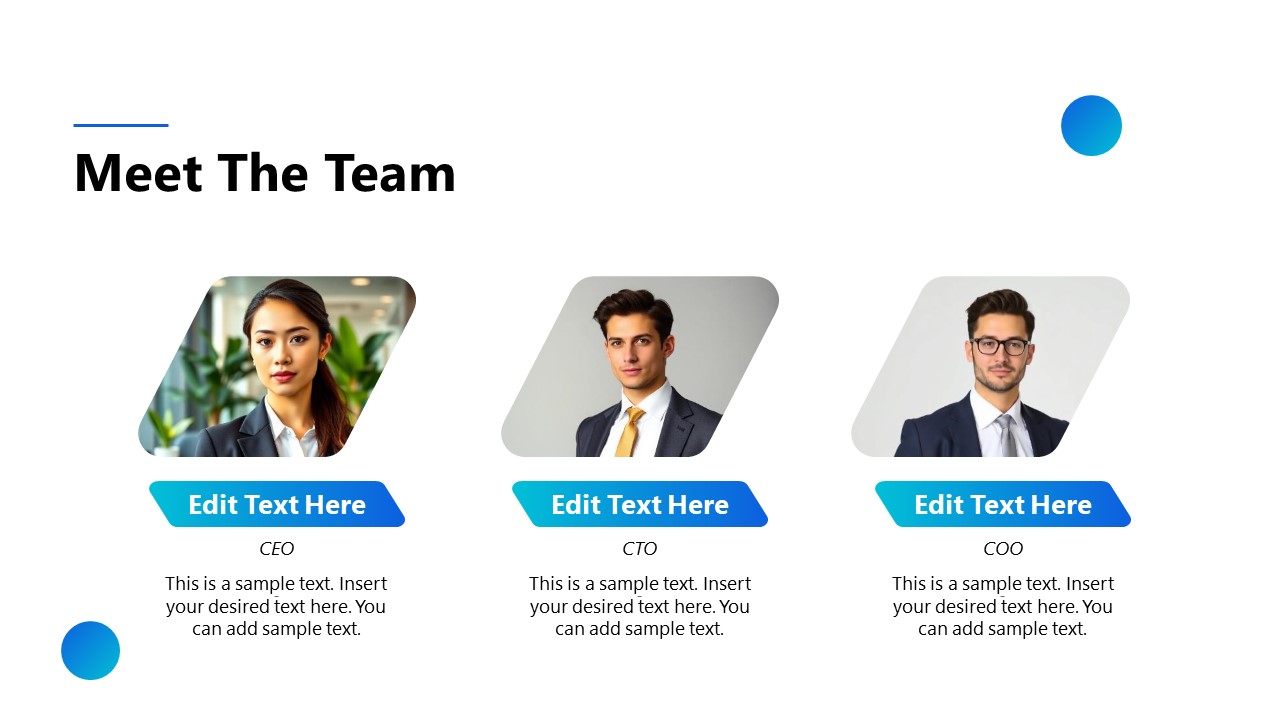 Meet The Team
Edit Text Here
CEO
This is a sample text. Insert
your desired text here. You
can add sample text.
Edit Text Here
CTO
This is a sample text. Insert
your desired text here. You
can add sample text.
Edit Text Here
COO
This is a sample text. Insert
your desired text here. You
can add sample text.